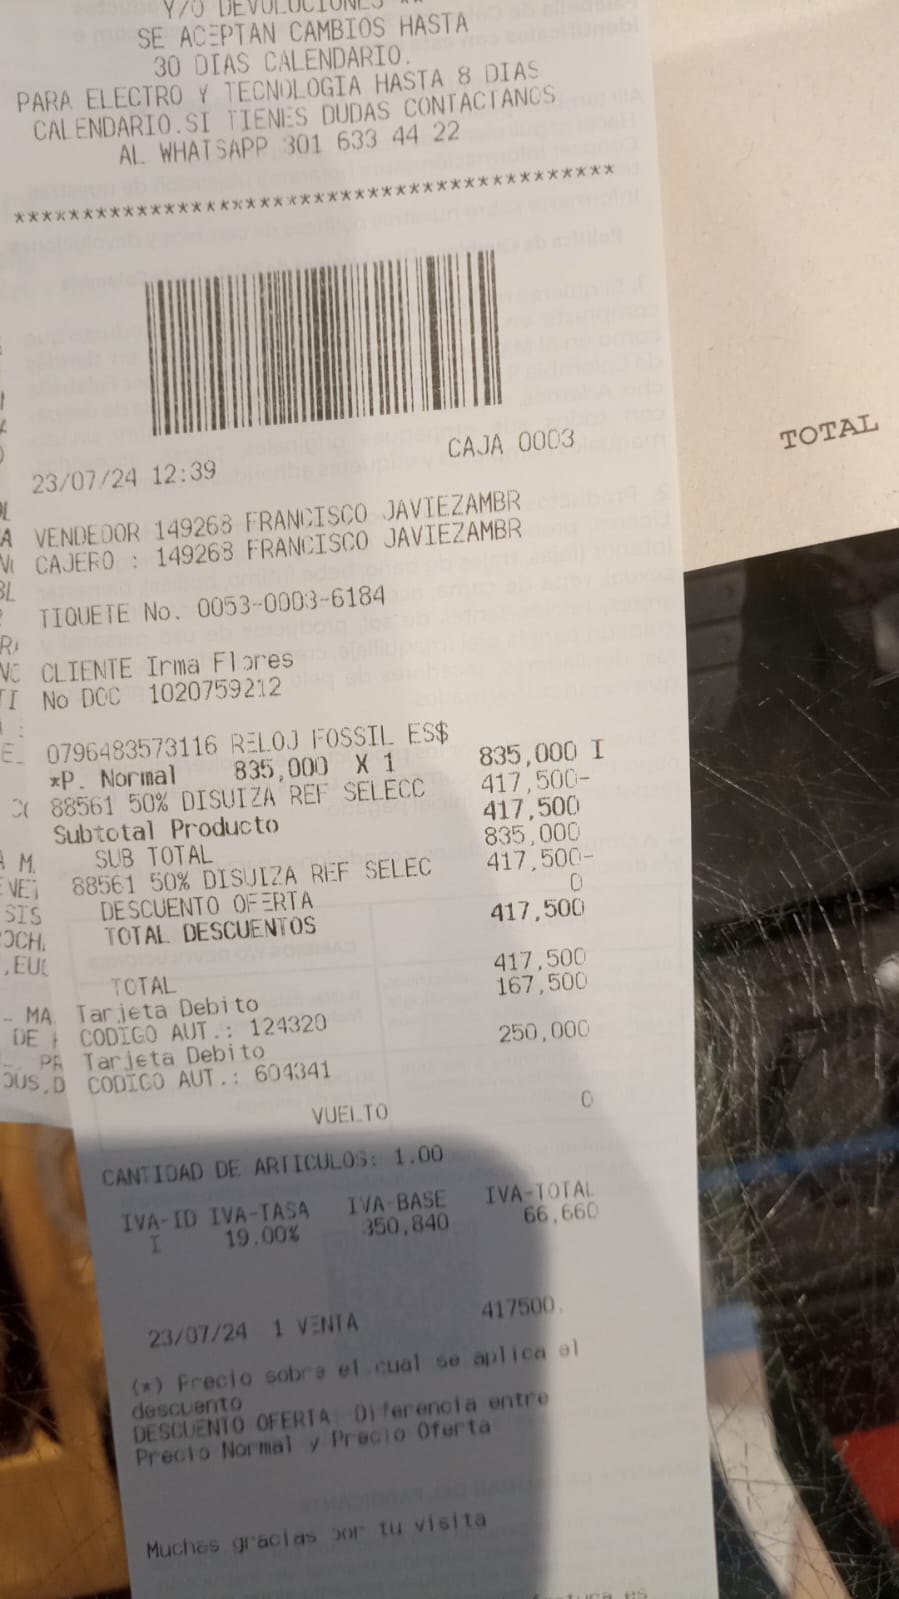 Y/O DEVOLUCIONES **
SE ACEPTAN CAMBIOS HASTA
30 DIAS CALENDARIO.
PARA ELECTRO Y TECNOLOGIA HASTA 8 DIAS
CALENDARIO.SI TIENES DUDAS CONTACTANOS
AL WHATSAPP 301 633 44 22
********************************************
23/07/24 12:39 CAJA 0003
VENDEDOR 149268 FRANCISCO JAVIEZAMBR
CAJERO : 149268 FRANCISCO JAVIEZAMBR
TIQUETE No. 0053-0003-6184
CLIENTE Irma Flores
No DOC 1020759212
0796483573116 RELOJ FOSSIL ES$ 835,000 I
*P. Normal 835,000 X 1
88561 50% DISUIZA REF SELECC 417,500-
Subtotal Producto 417,500
SUB TOTAL 835,000
88561 50% DISUIZA REF SELEC 417,500-
DESCUENTO OFERTA 0
TOTAL DESCUENTOS 417,500
TOTAL 417,500
Tarjeta Debito 167,500
CODIGO AUT.: 124320
Tarjeta Debito 250,000
CODIGO AUT.: 604341
VUELTO 0
CANTIDAD DE ARTICULOS: 1.00
IVA-ID IVA-TASA IVA-BASE IVA-TOTAL
I 19.00% 350,840 66,660
23/07/24 1 VENTA 417500.
(*) Precio sobre el cual se aplica el
descuento
DESCUENTO OFERTA: Diferencia entre
Precio Normal y Precio Oferta
Muchas gracias por tu visita
TOTAL